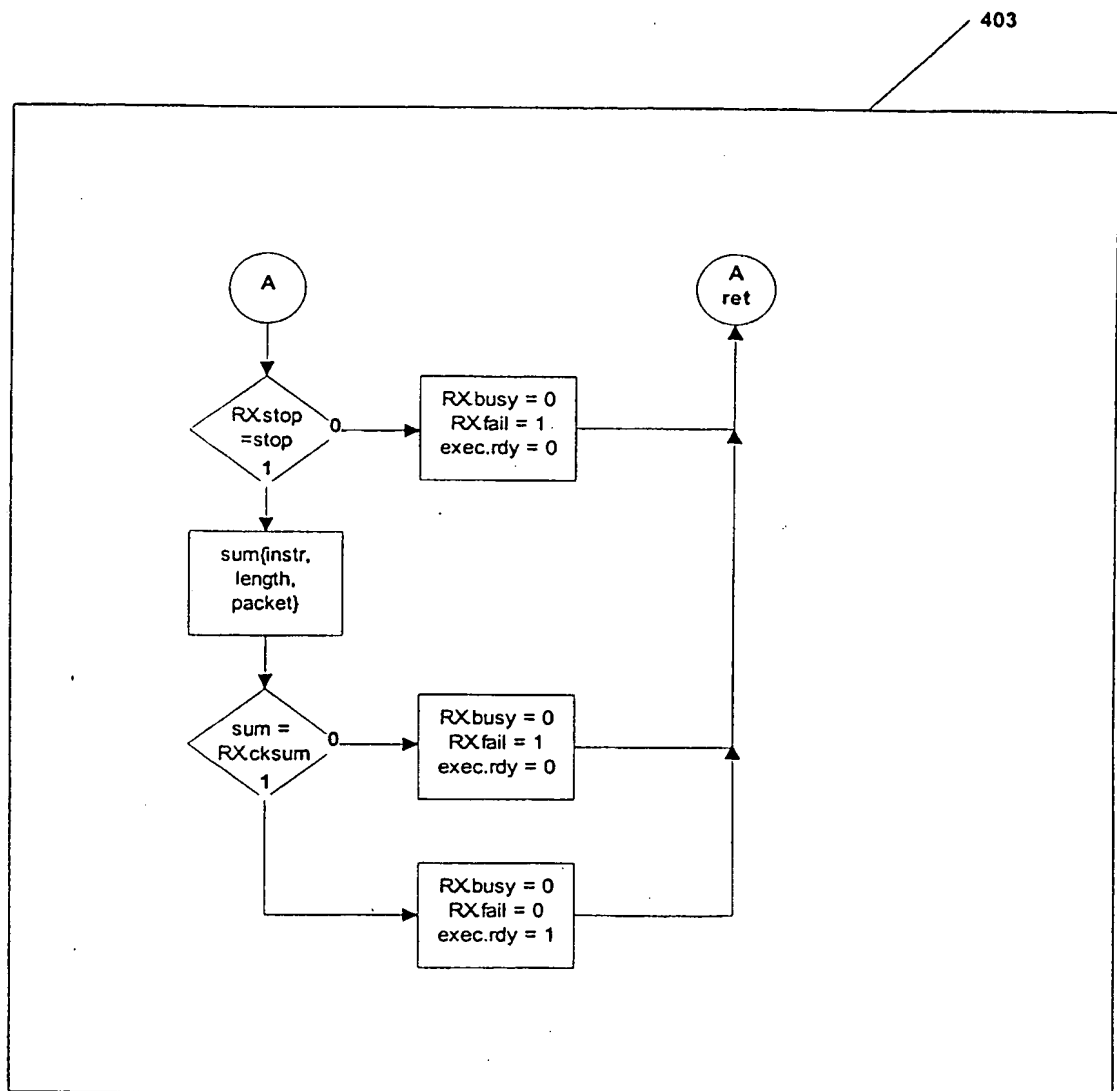 403
A
A
ret
RX.stop
=stop
0
1
RX.busy = 0
RX.fail = 1
exec.rdy = 0
sum{instr,
length,
packet}
sum =
RX.cksum
0
1
RX.busy = 0
RX.fail = 1
exec.rdy = 0
RX.busy = 0
RX.fail = 0
exec.rdy = 1